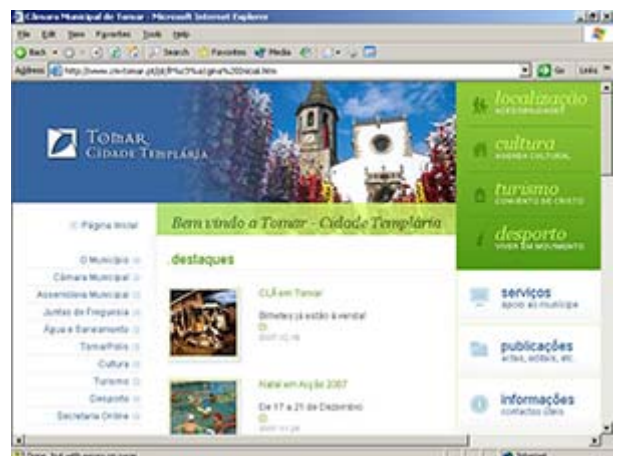 Câmara Municipal de Tomar - Microsoft Internet Explorer
File Edit View Favorites Tools Help
Back Search Favorites Media
Address Go Links
localização
ACESSIBILIDADES
cultura
AGENDA CULTURAL
turismo
CONVENTO DE CRISTO
desporto
VIVER EM MOVIMENTO
TOMAR
CIDADE TEMPLÁRIA
Bem vindo a Tomar - Cidade Templária
Página Inicial
O Município
Câmara Municipal
Assembleia Municipal
Juntas de Freguesia
Água e Saneamento
TomarPolis
Cultura
Turismo
Desporto
Secretaria Online
.destaques
CLÃ em Tomar
Bilhetes já estão à venda!
Natal em Acção 2007
De 17 a 21 de Dezembro
serviços
apoio ao munícipe
publicações
actas, editais, etc.
informações
contactos úteis
Internet